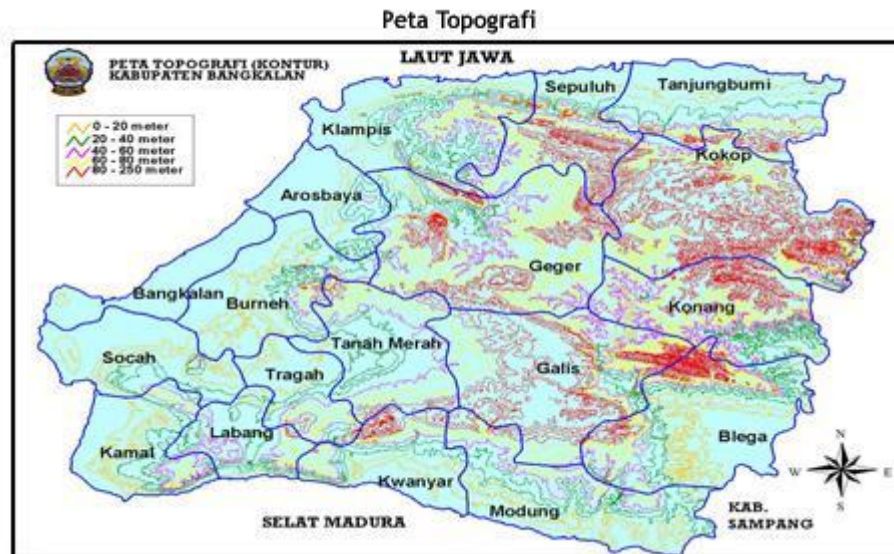 Peta Topografi
PETA TOPOGRAFI (KONTUR)
KABUPATEN BANGKALAN
LAUT JAWA
0 - 20 meter
20 - 40 meter
40 - 60 meter
60 - 80 meter
80 - 250 meter
Sepuluh
Tanjungbumi
Klampis
Kokop
Arosbaya
Geger
Bangkalan
Burneh
Konang
Tanah Merah
Socah
Galis
Tragah
Labang
Blega
Kamal
Kwanyar
Modung
N
W
E
S
SELAT MADURA
KAB.
SAMPANG